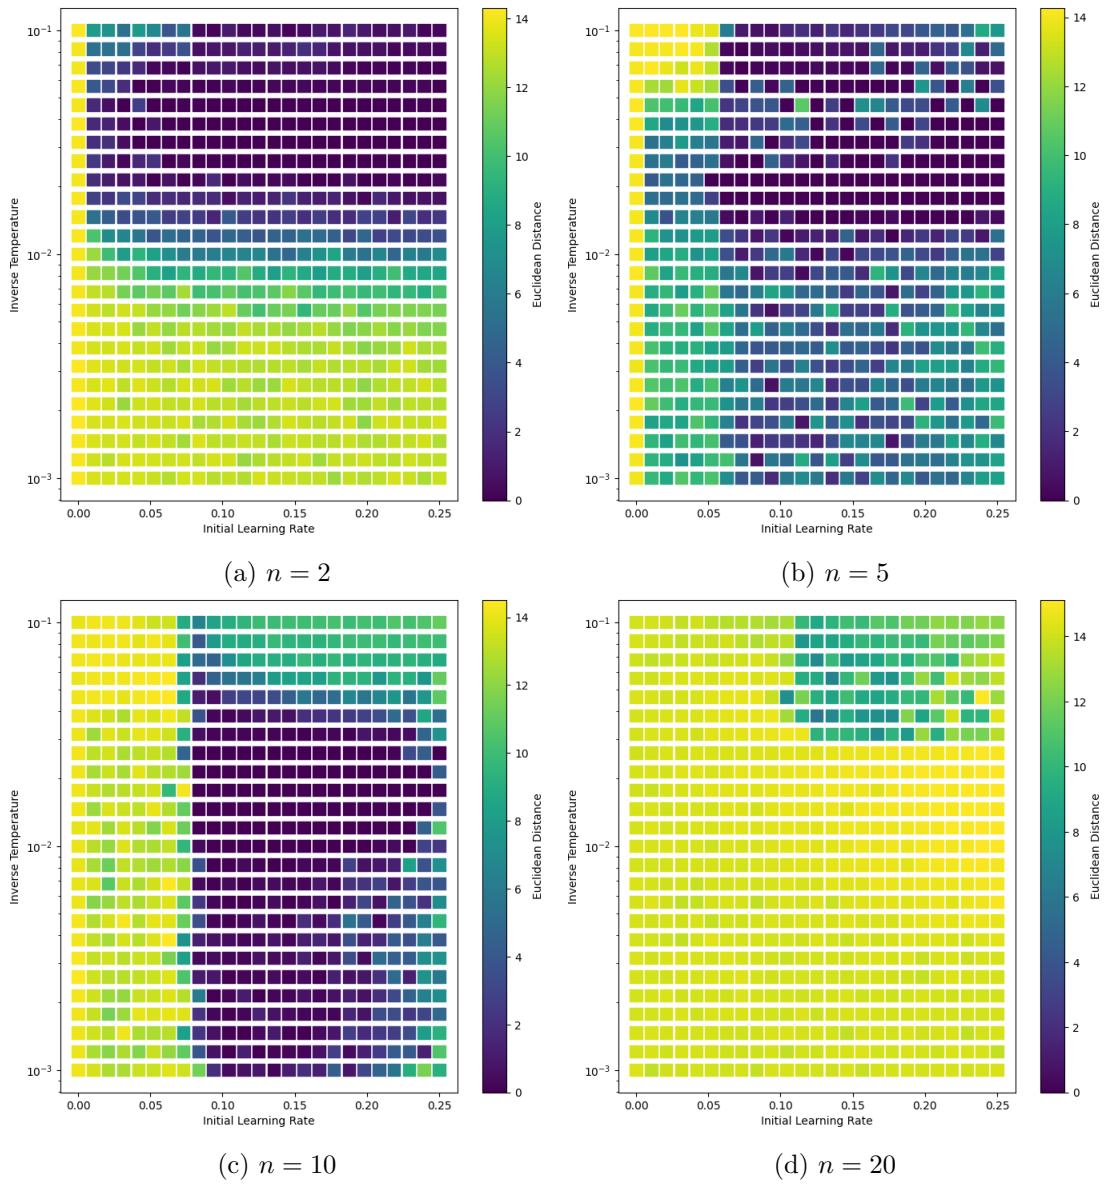 10⁻¹
10⁻²
10⁻³
Inverse Temperature
0.00 0.05 0.10 0.15 0.20 0.25
Initial Learning Rate
14
12
10
8
6
4
2
0
Euclidean Distance
(a) n = 2
10⁻¹
10⁻²
10⁻³
Inverse Temperature
0.00 0.05 0.10 0.15 0.20 0.25
Initial Learning Rate
14
12
10
8
6
4
2
0
Euclidean Distance
(b) n = 5
10⁻¹
10⁻²
10⁻³
Inverse Temperature
0.00 0.05 0.10 0.15 0.20 0.25
Initial Learning Rate
14
12
10
8
6
4
2
0
Euclidean Distance
(c) n = 10
10⁻¹
10⁻²
10⁻³
Inverse Temperature
0.00 0.05 0.10 0.15 0.20 0.25
Initial Learning Rate
14
12
10
8
6
4
2
0
Euclidean Distance
(d) n = 20